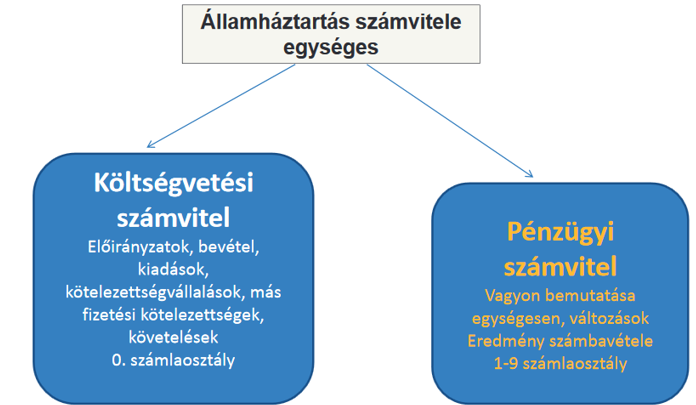 Államháztartás számvitele
egységes
Költségvetési
számvitel
Előirányzatok, bevétel,
kiadások,
kötelezettségvállalások, más
fizetési kötelezettségek,
követelések
0. számlaosztály
Pénzügyi
számvitel
Vagyon bemutatása
egységesen, változások
Eredmény számbavétele
1-9 számlaosztály